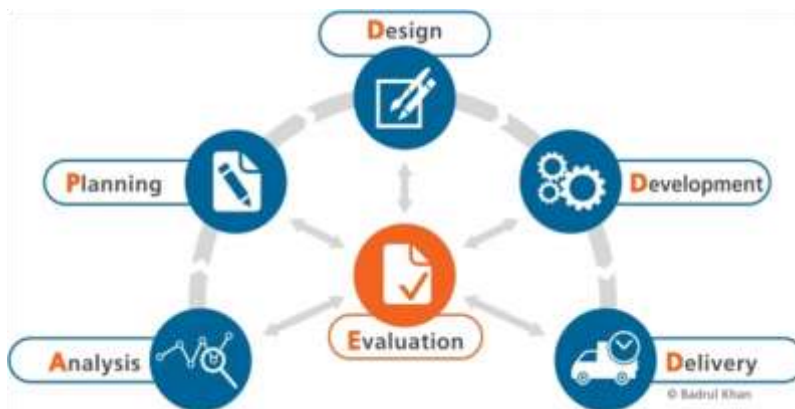 Design
Planning
Development
Evaluation
Analysis
Delivery
© Badrul Khan